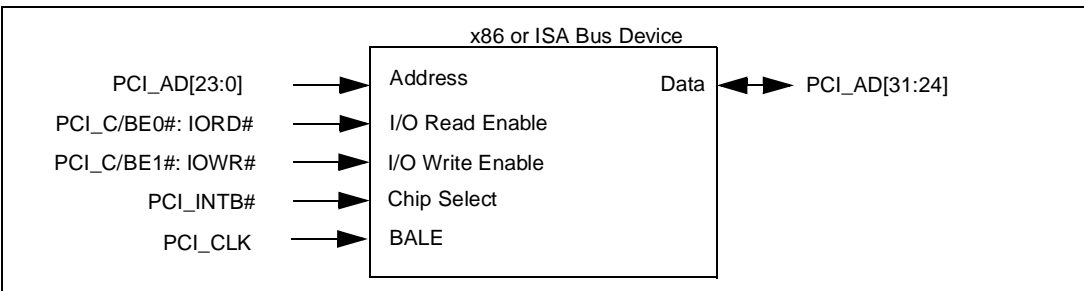 x86 or ISA Bus Device
PCI_AD[23:0] Address Data PCI_AD[31:24]
PCI_C/BE0#: IORD# I/O Read Enable
PCI_C/BE1#: IOWR# I/O Write Enable
PCI_INTB# Chip Select
PCI_CLK BALE